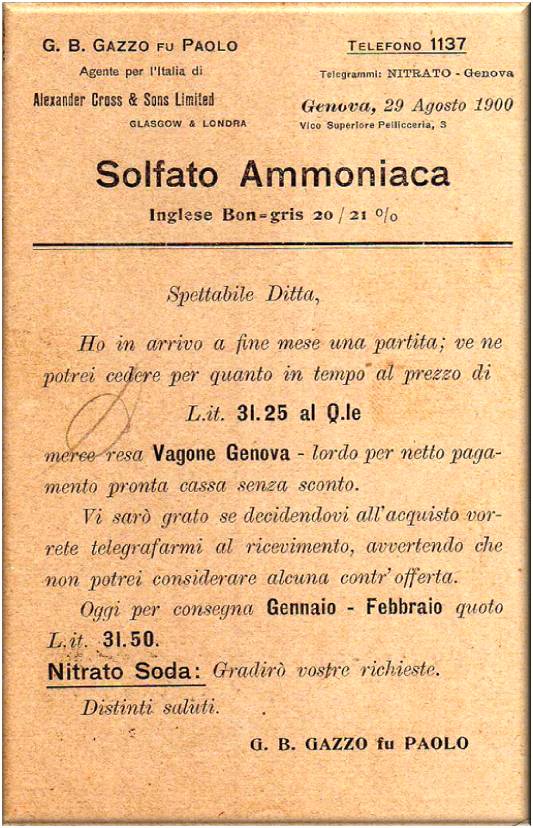 G. B. GAZZO FU PAOLO
Agente per l'Italia di
Alexander Cross & Sons Limited
GLASGOW & LONDRA
TELEFONO 1137
Telegrammi: NITRATO - Genova
Genova, 29 Agosto 1900
Vico Superiore Pellicceria, 3
Solfato Ammoniaca
Inglese Bon=gris 20 / 21 %
Spettabile Ditta,
Ho in arrivo a fine mese una partita; ve ne
potrei cedere per quanto in tempo al prezzo di
L.it. 31.25 al Q.le
merce resa Vagone Genova - lordo per netto paga-
mento pronta cassa senza sconto.
Vi sarò grato se decidendovi all'acquisto vor-
rete telegrafarmi al ricevimento, avvertendo che
non potrei considerare alcuna contr'offerta.
Oggi per consegna Gennaio - Febbraio quoto
L.it. 31.50.
Nitrato Soda: Gradirò vostre richieste.
Distinti saluti.
G. B. GAZZO fu PAOLO